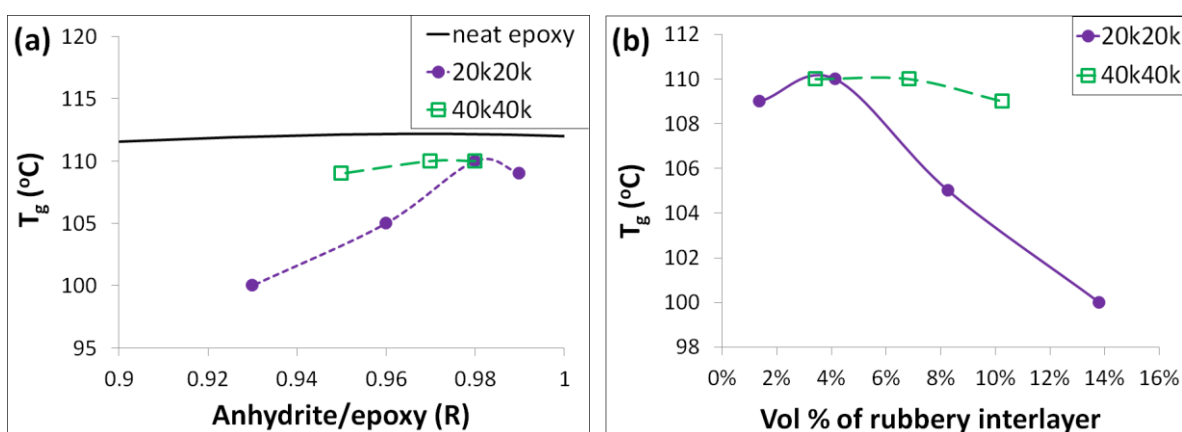 (a)
neat epoxy
20k20k
40k40k
120
115
110
105
100
95
Tg (oC)
0.9
0.92
0.94
0.96
0.98
1
Anhydrite/epoxy (R)
(b)
20k20k
40k40k
112
110
108
106
104
102
100
98
Tg (oC)
0%
2%
4%
6%
8%
10%
12%
14%
16%
Vol % of rubbery interlayer